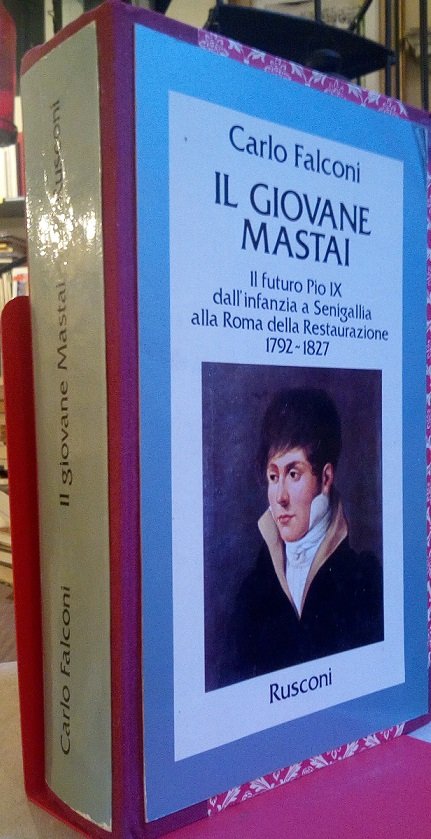 Carlo Falconi
IL GIOVANE
MASTAI
Il futuro Pio IX
dall'infanzia a Senigallia
alla Roma della Restaurazione
1792-1827
Rusconi
Carlo Falconi Il giovane Mastai Rusconi